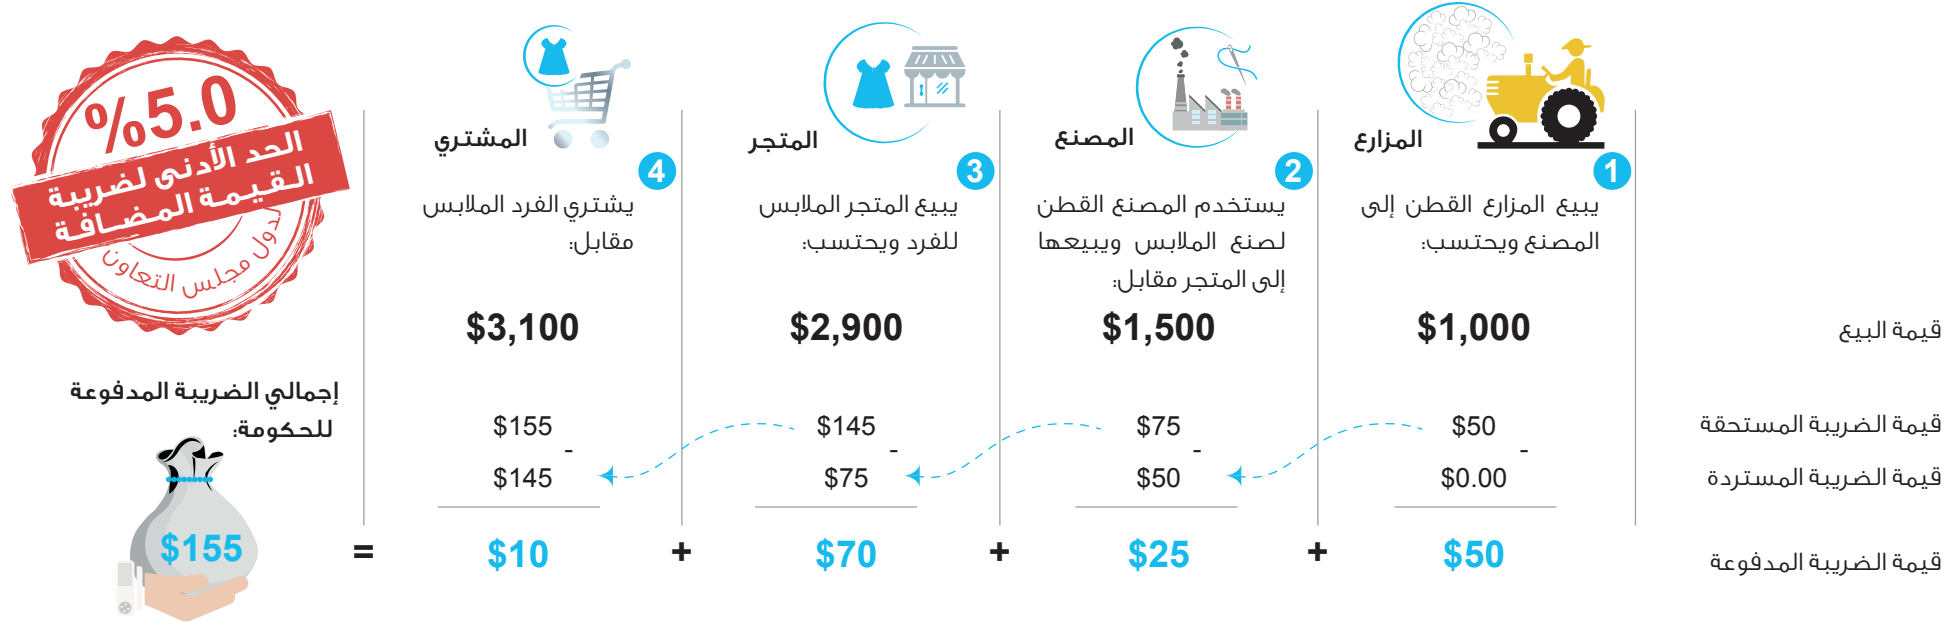 1
المزارع
يبيع المزارع القطن إلى
المصنع ويحتسب:
2
المصنع
يستخدم المصنع القطن
لصنع الملابس ويبيعها
إلى المتجر مقابل:
3
المتجر
يبيع المتجر الملابس
للفرد ويحتسب:
4
المشتري
يشتري الفرد الملابس
مقابل:
%5.0
الحد الأدنى لضريبة
القيمة المضافة
لدول مجلس التعاون
قيمة البيع
$1,000
$1,500
$2,900
$3,100
قيمة الضريبة المستحقة
$50
$75
$145
$155
-
-
-
-
قيمة الضريبة المستردة
$0.00
$50
$75
$145
قيمة الضريبة المدفوعة
$50 + $25 + $70 + $10 =
إجمالي الضريبة المدفوعة
للحكومة:
$155